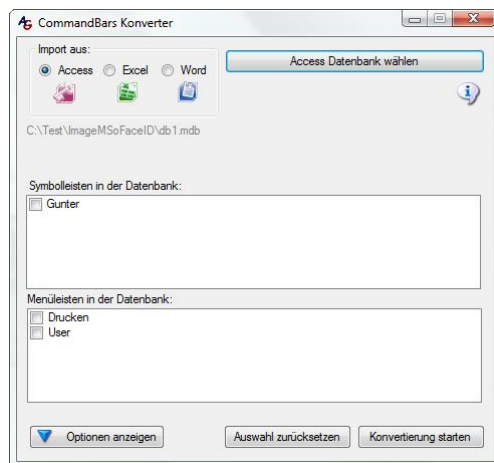 CommandBars Konverter
Import aus:
Access Excel Word
Access Datenbank wählen
C:\Test\ImageMSoFaceID\db1.mdb
Symbolleisten in der Datenbank:
Gunter
Menüleisten in der Datenbank:
Drucken
User
Optionen anzeigen
Auswahl zurücksetzen
Konvertierung starten